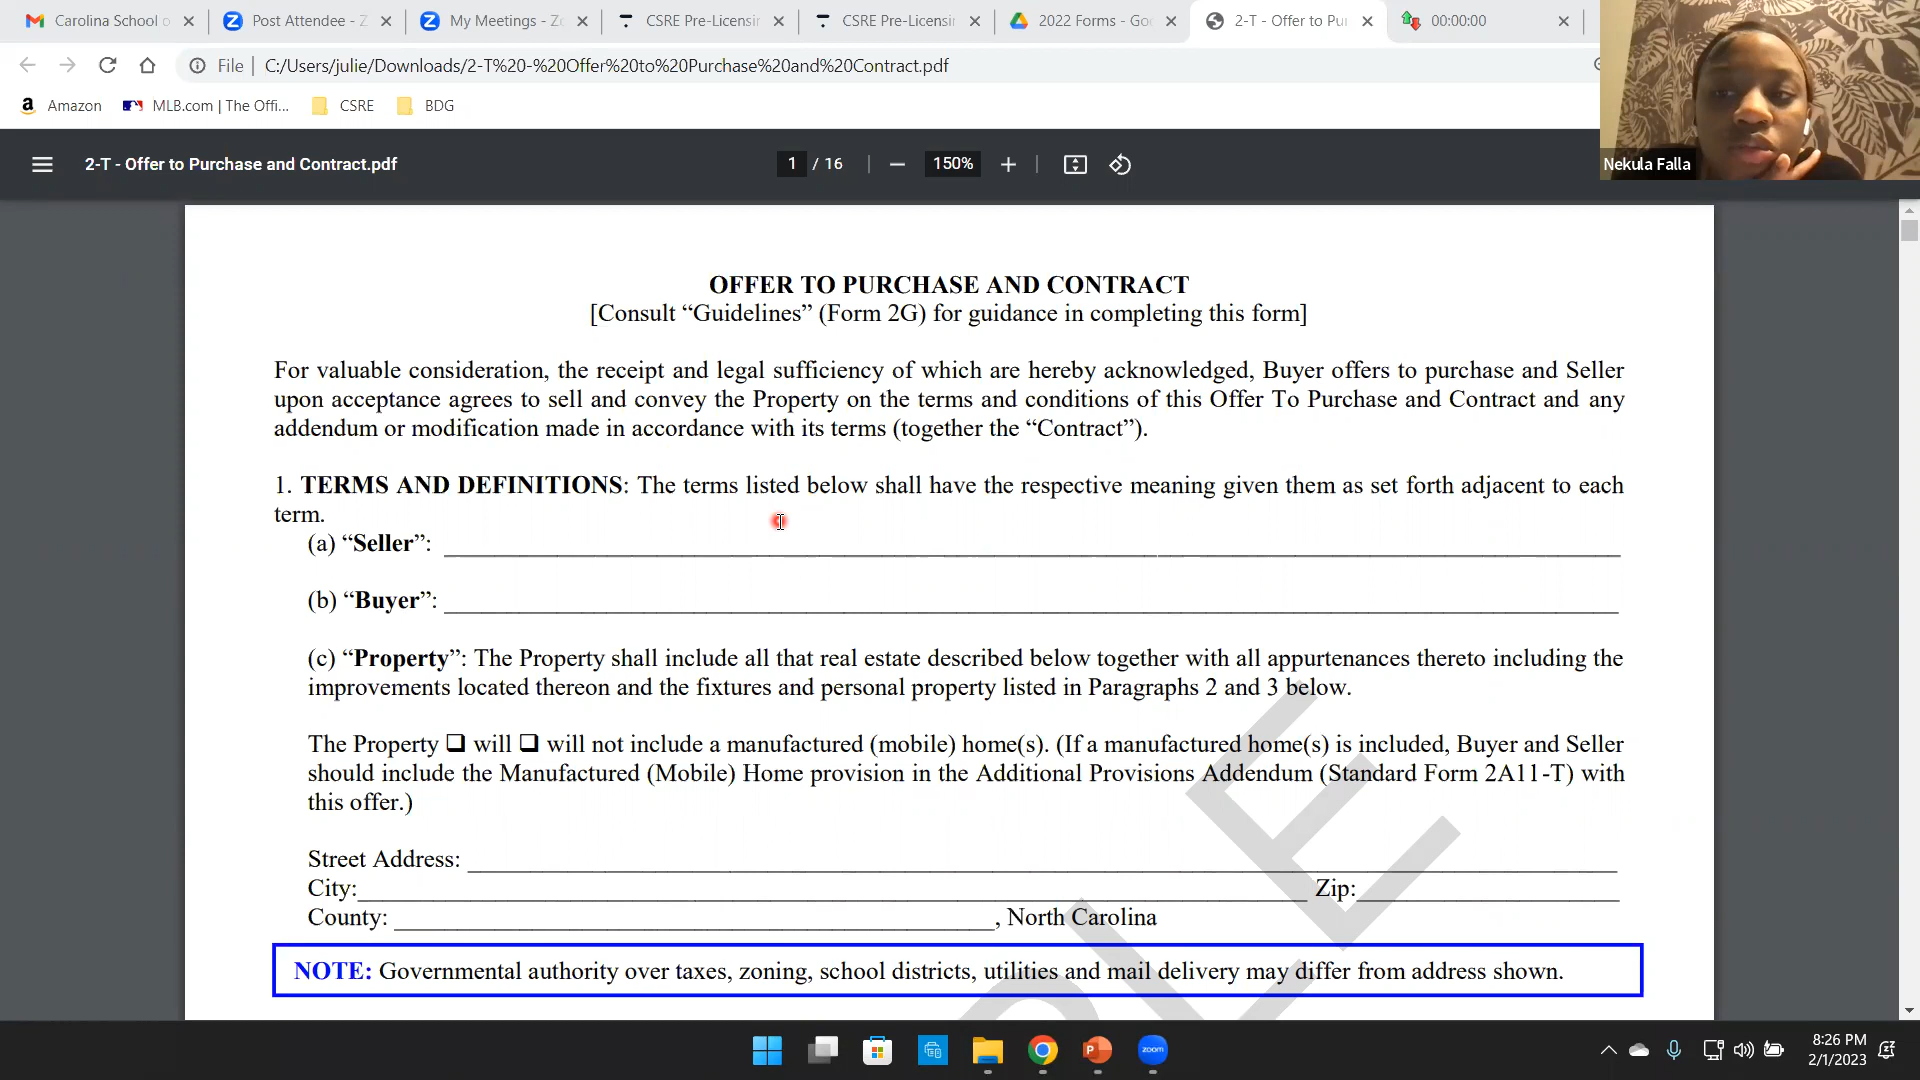 Carolina School o
Post Attendee - Z
My Meetings - Zo
CSRE Pre-Licensin
CSRE Pre-Licensin
2022 Forms - Goo
2-T - Offer to Pur
00:00:00
File | C:/Users/julie/Downloads/2-T%20-%20Offer%20to%20Purchase%20and%20Contract.pdf
Amazon
MLB.com | The Offi...
CSRE
BDG
Nekula Falla
2-T - Offer to Purchase and Contract.pdf
1 / 16
150%
OFFER TO PURCHASE AND CONTRACT
[Consult “Guidelines” (Form 2G) for guidance in completing this form]
For valuable consideration, the receipt and legal sufficiency of which are hereby acknowledged, Buyer offers to purchase and Seller
upon acceptance agrees to sell and convey the Property on the terms and conditions of this Offer To Purchase and Contract and any
addendum or modification made in accordance with its terms (together the “Contract”).
1. TERMS AND DEFINITIONS: The terms listed below shall have the respective meaning given them as set forth adjacent to each
term.
(a) “Seller”:
(b) “Buyer”:
(c) “Property”: The Property shall include all that real estate described below together with all appurtenances thereto including the
improvements located thereon and the fixtures and personal property listed in Paragraphs 2 and 3 below.
The Property ❏ will ❏ will not include a manufactured (mobile) home(s). (If a manufactured home(s) is included, Buyer and Seller
should include the Manufactured (Mobile) Home provision in the Additional Provisions Addendum (Standard Form 2A11-T) with
this offer.)
Street Address:
City: Zip:
County: , North Carolina
NOTE: Governmental authority over taxes, zoning, school districts, utilities and mail delivery may differ from address shown.
PLE
zoom
8:26 PM
2/1/2023